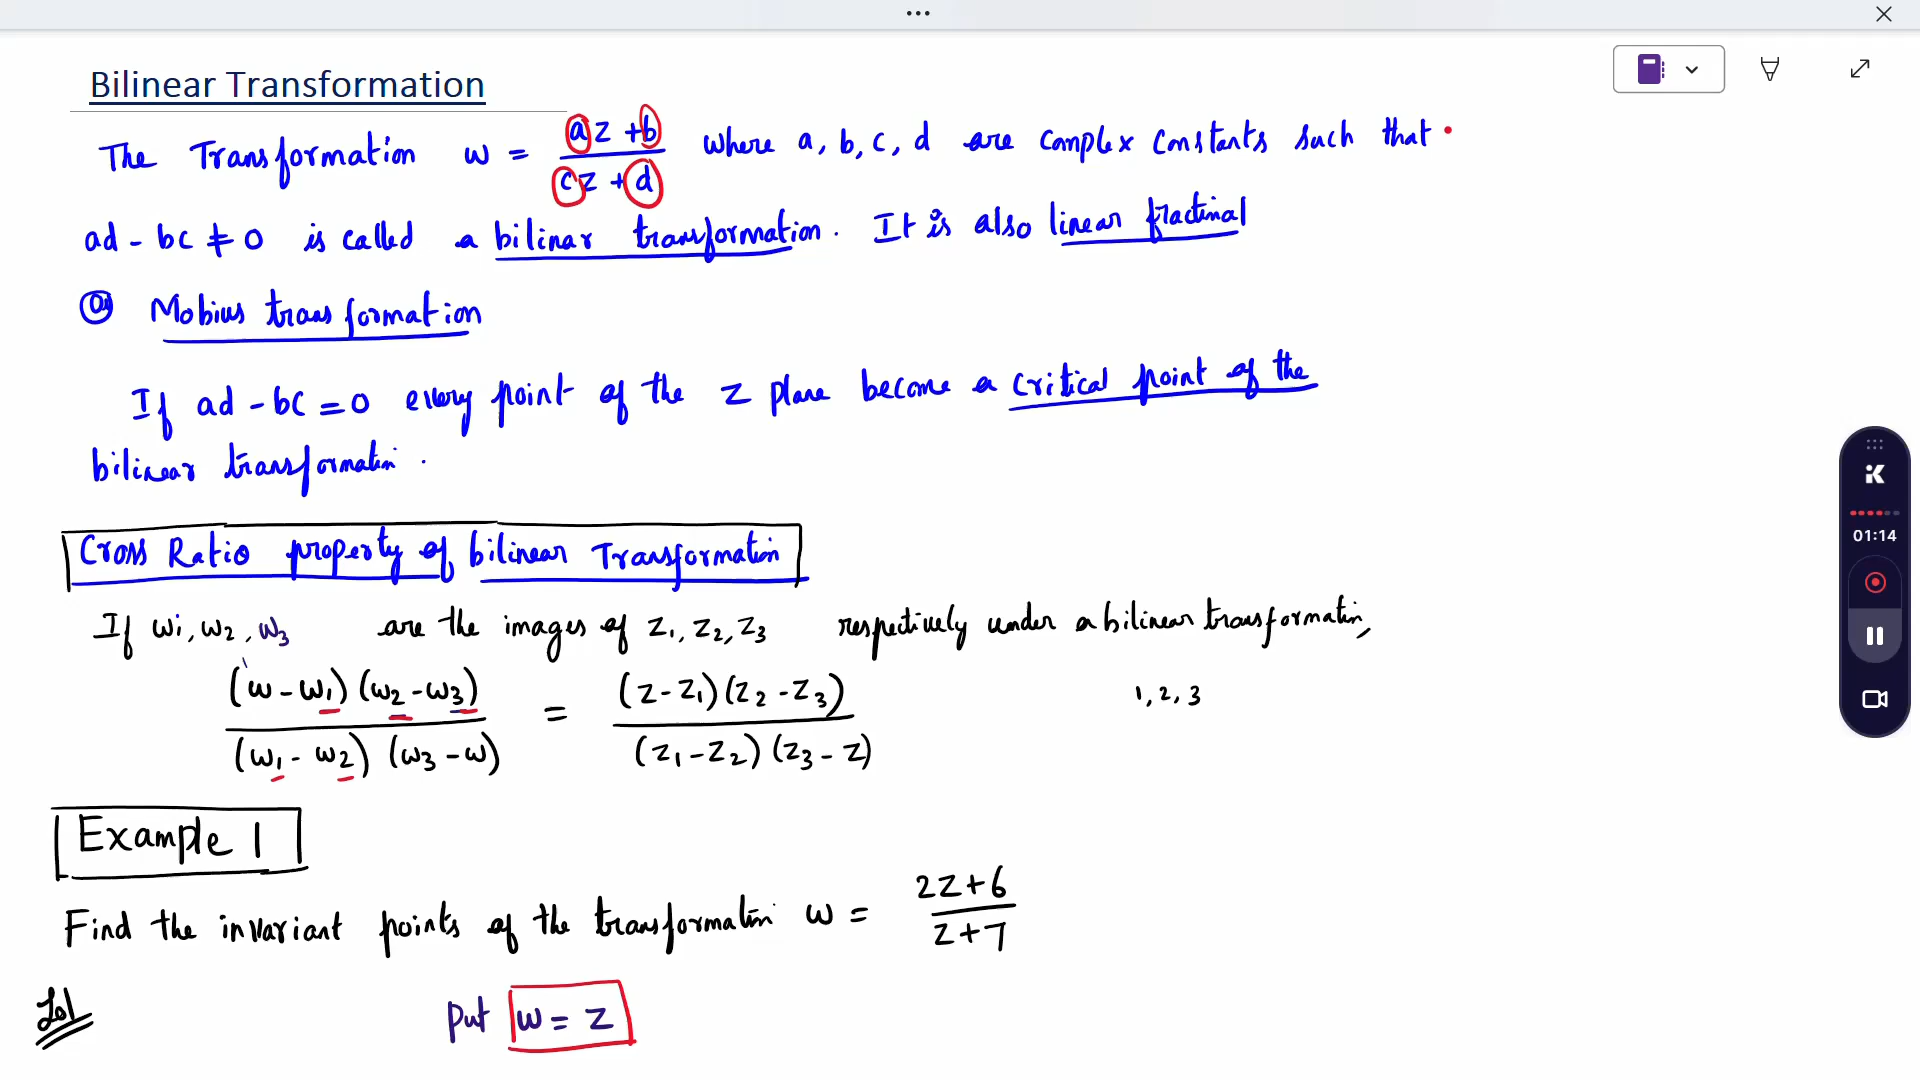 Bilinear Transformation
The Transformation w = az + b / cz + d where a, b, c, d are complex constants such that
ad - bc ≠ 0 is called a bilinar transformation. It is also linear fractinal
(or) Mobius transformation
If ad - bc = 0 every point of the z plane become a critical point of the
bilinear transformatin.
Cross Ratio property of bilinear Transformation
If w1, w2, w3 are the images of z1, z2, z3 respectively under a bilinear transformatin,
(w - w1)(w2 - w3) / (w1 - w2)(w3 - w) = (z - z1)(z2 - z3) / (z1 - z2)(z3 - z)
1, 2, 3
Example 1
Find the invariant points of the transformatin w = 2z + 6 / z + 7
Sol
Put w = z
01:14